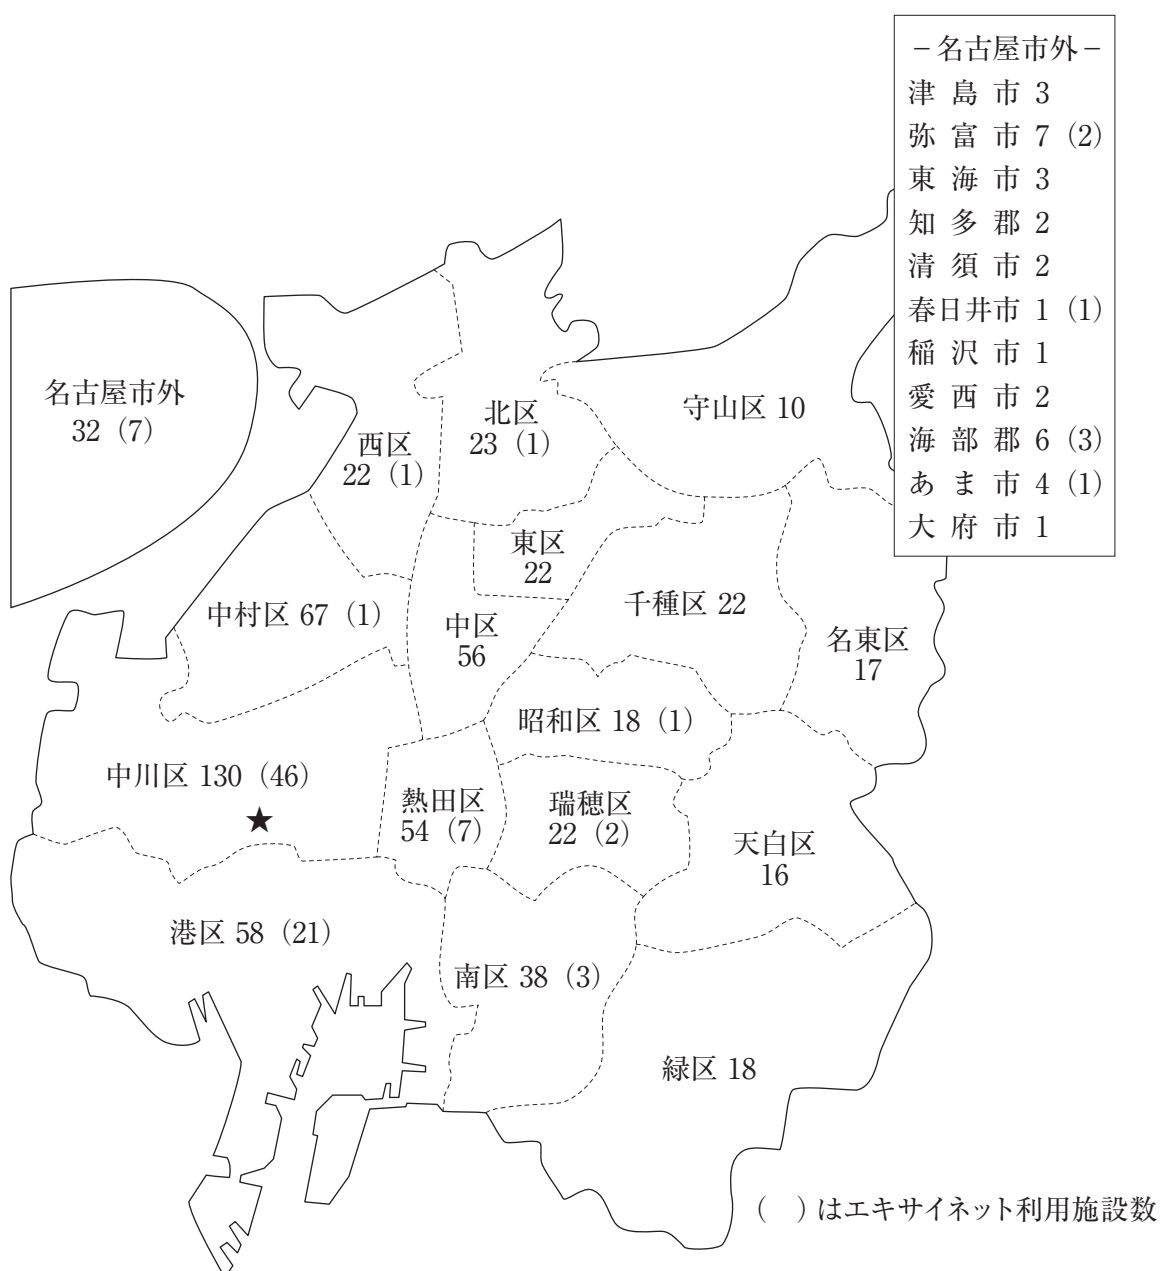 －名古屋市外－
津島市 3
弥富市 7（2）
東海市 3
知多郡 2
清須市 2
春日井市 1（1）
稲沢市 1
愛西市 2
海部郡 6（3）
あま市 4（1）
大府市 1
名古屋市外
32（7）
西区
22（1）
北区
23（1）
守山区 10
東区
22
中村区 67（1）
中区
56
千種区 22
名東区
17
昭和区 18（1）
中川区 130（46）
★
熱田区
54（7）
瑞穂区
22（2）
天白区
16
港区 58（21）
南区 38（3）
緑区 18
（　）はエキサイネット利用施設数